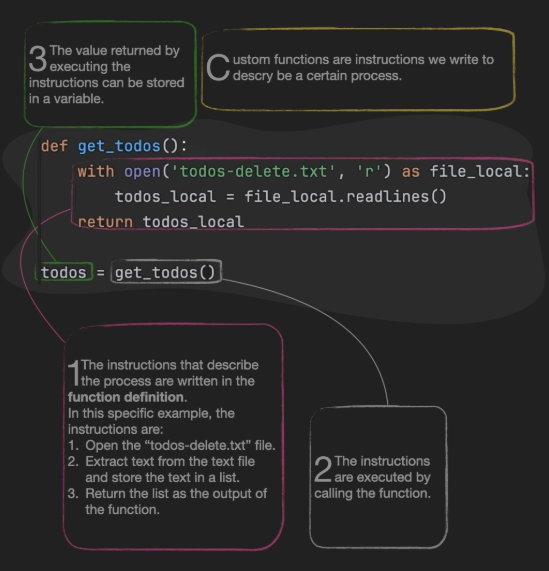 3 The value returned by
executing the
instructions can be stored
in a variable.
Custom functions are instructions we write to
descry be a certain process.
def get_todos():
    with open('todos-delete.txt', 'r') as file_local:
        todos_local = file_local.readlines()
    return todos_local
todos = get_todos()
1 The instructions that describe
the process are written in the
function definition.
In this specific example, the
instructions are:
1. Open the “todos-delete.txt” file.
2. Extract text from the text file
and store the text in a list.
3. Return the list as the output of
the function.
2 The instructions
are executed by
calling the function.